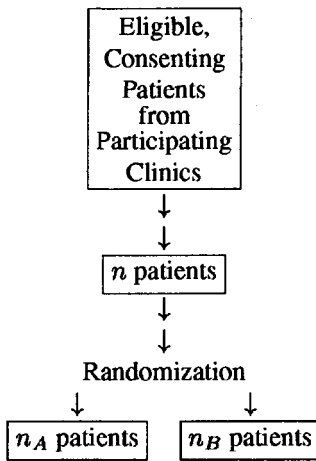 Eligible,
Consenting
Patients
from
Participating
Clinics
↓
↓
n patients
↓
↓
Randomization
↓ ↓
n_A patients n_B patients